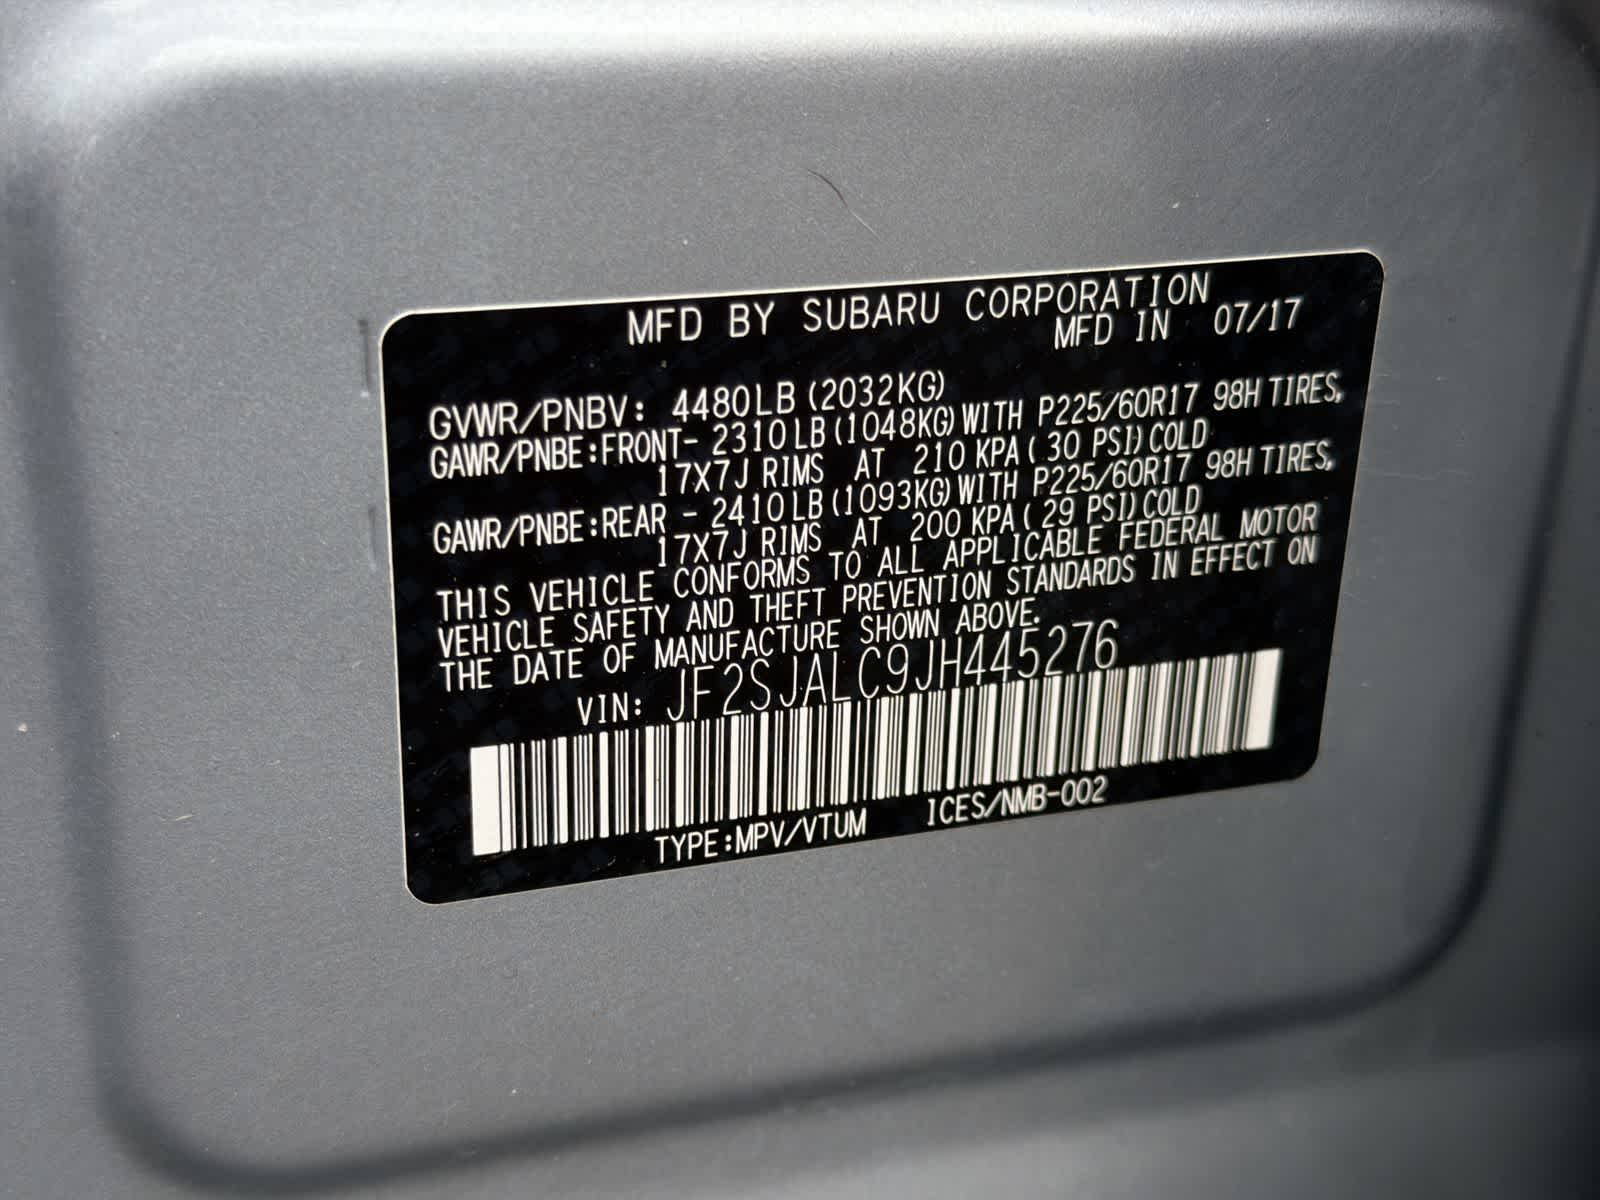 MFD BY SUBARU CORPORATION
MFD IN 07/17
GVWR/PNBV: 4480LB (2032KG)
GAWR/PNBE:FRONT- 2310LB(1048KG)WITH P225/60R17 98H TIRES,
17X7J RIMS AT 210 KPA( 30 PSI)COLD
GAWR/PNBE:REAR - 2410LB(1093KG)WITH P225/60R17 98H TIRES,
17X7J RIMS AT 200 KPA( 29 PSI)COLD
THIS VEHICLE CONFORMS TO ALL APPLICABLE FEDERAL MOTOR
VEHICLE SAFETY AND THEFT PREVENTION STANDARDS IN EFFECT ON
THE DATE OF MANUFACTURE SHOWN ABOVE.
VIN: JF2SJALC9JH445276
TYPE:MPV/VTUM ICES/NMB-002